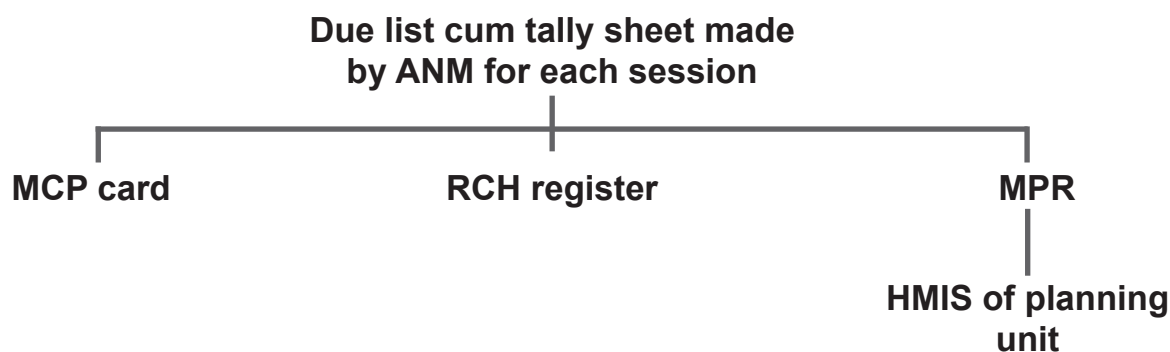 Due list cum tally sheet made
by ANM for each session
MCP card
RCH register
MPR
HMIS of planning
unit